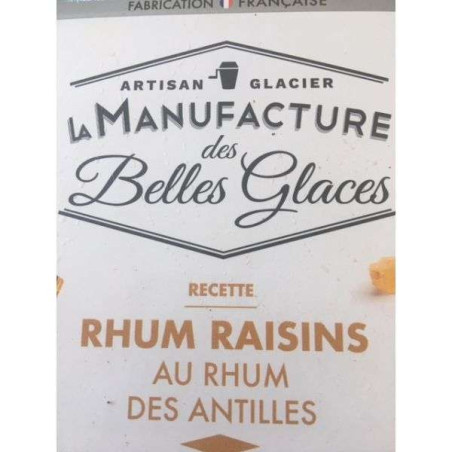 FABRICATION FRANÇAISE
ARTISAN GLACIER
LA MANUFACTURE
des
Belles Glaces
RECETTE
RHUM RAISINS
AU RHUM
DES ANTILLES